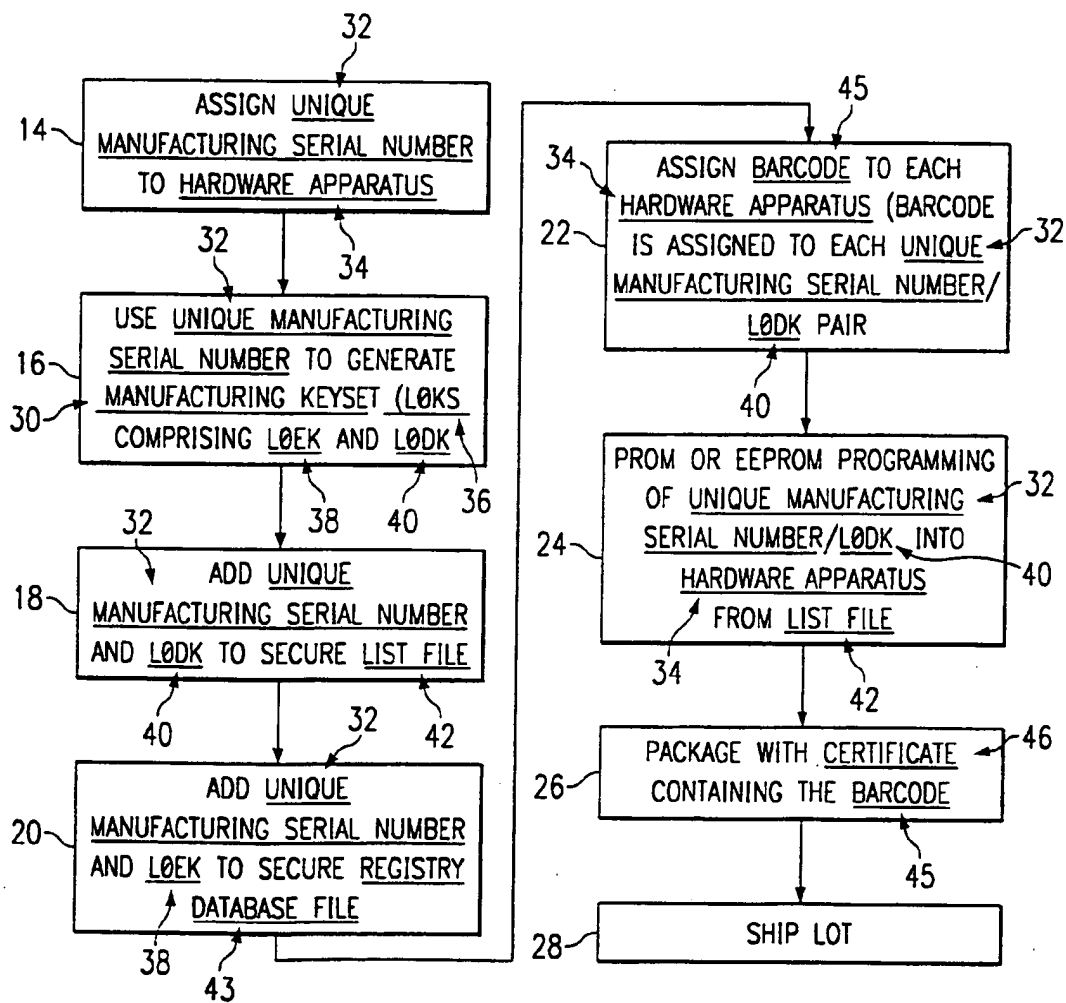 32
14
ASSIGN UNIQUE
MANUFACTURING SERIAL NUMBER
TO HARDWARE APPARATUS
32
34
16
30
USE UNIQUE MANUFACTURING
SERIAL NUMBER TO GENERATE
MANUFACTURING KEYSET (L0KS
COMPRISING L0EK AND L0DK
38
40
36
32
18
ADD UNIQUE
MANUFACTURING SERIAL NUMBER
AND L0DK TO SECURE LIST FILE
40
32
42
20
ADD UNIQUE
MANUFACTURING SERIAL NUMBER
AND L0EK TO SECURE REGISTRY
DATABASE FILE
38
43
45
34
22
ASSIGN BARCODE TO EACH
HARDWARE APPARATUS (BARCODE
IS ASSIGNED TO EACH UNIQUE
MANUFACTURING SERIAL NUMBER/
L0DK PAIR
32
40
24
PROM OR EEPROM PROGRAMMING
OF UNIQUE MANUFACTURING
SERIAL NUMBER/L0DK INTO
HARDWARE APPARATUS
FROM LIST FILE
32
40
34
42
26
PACKAGE WITH CERTIFICATE
CONTAINING THE BARCODE
46
45
28
SHIP LOT